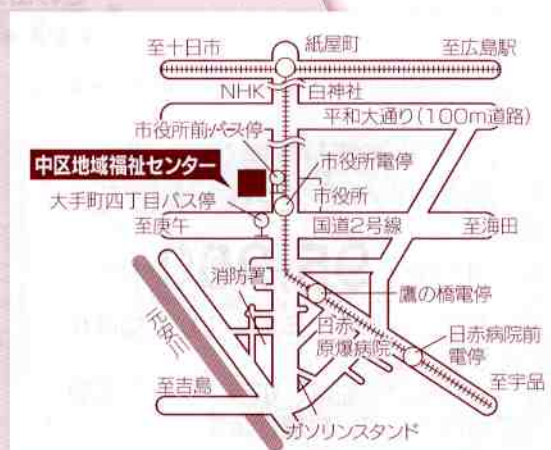 至十日市
紙屋町
至広島駅
NHK
白神社
平和大通り(100m道路)
市役所前バス停
中区地域福祉センター
市役所電停
市役所
大手町四丁目バス停
至庚午
国道2号線
至海田
消防署
鷹の橋電停
元安川
日赤
原爆病院
日赤病院前
電停
至吉島
至宇品
ガソリンスタンド